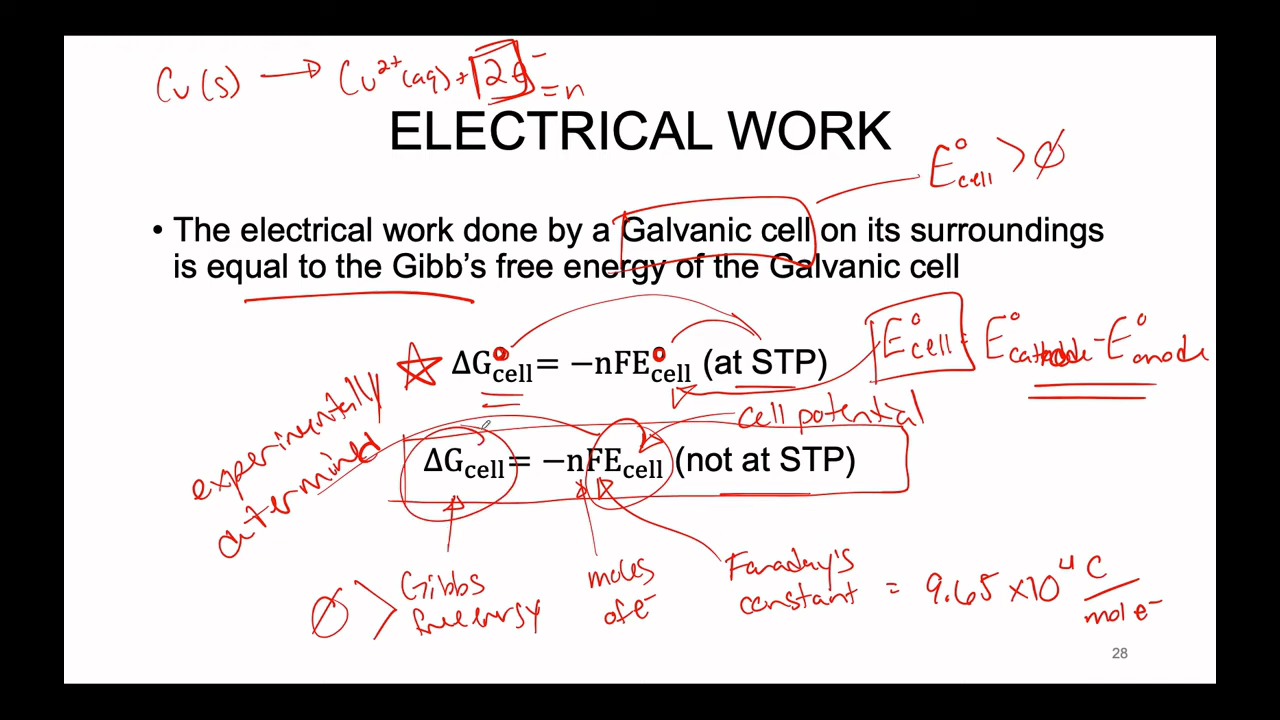 Cu(s) → Cu²⁺(aq) + 2e⁻ = n
ELECTRICAL WORK
E°cell > 0
• The electrical work done by a Galvanic cell on its surroundings
is equal to the Gibb's free energy of the Galvanic cell
ΔG°cell = −nFE°cell (at STP)
E°cell = E°cathode - E°anode
cell potential
experimentally
determined
ΔGcell = −nFEcell (not at STP)
0 > Gibbs
free energy
moles
of e⁻
Faraday's
constant = 9.65 × 10⁴ C / mol e⁻
28